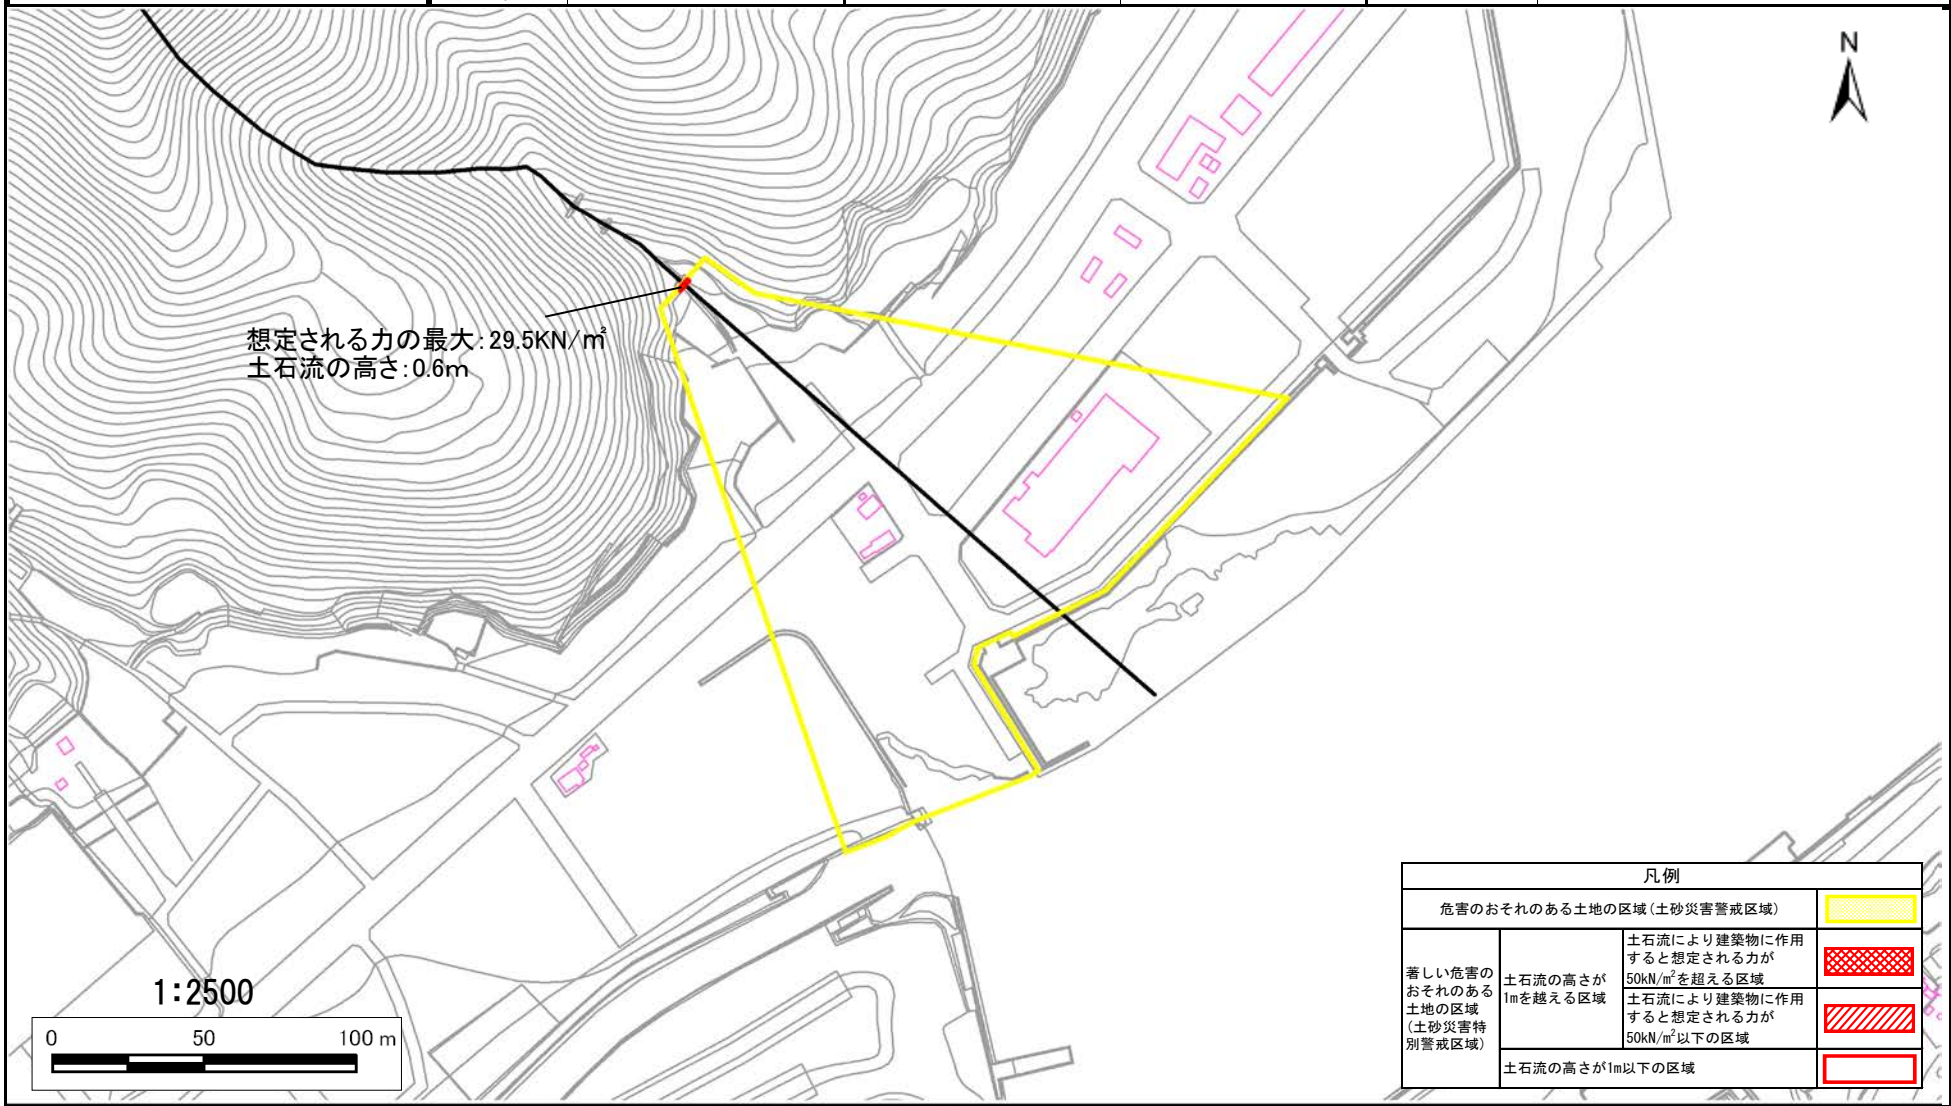 N
想定される力の最大：29.5KN/㎡
土石流の高さ：0.6m
1:2500
0 50 100 m
凡例
危害のおそれのある土地の区域（土砂災害警戒区域）
著しい危害の
おそれのある
土地の区域
（土砂災害特
別警戒区域）
土石流の高さが
1mを越える区域
土石流により建築物に作用
すると想定される力が
50kN/㎡を超える区域
土石流により建築物に作用
すると想定される力が
50kN/㎡以下の区域
土石流の高さが1m以下の区域